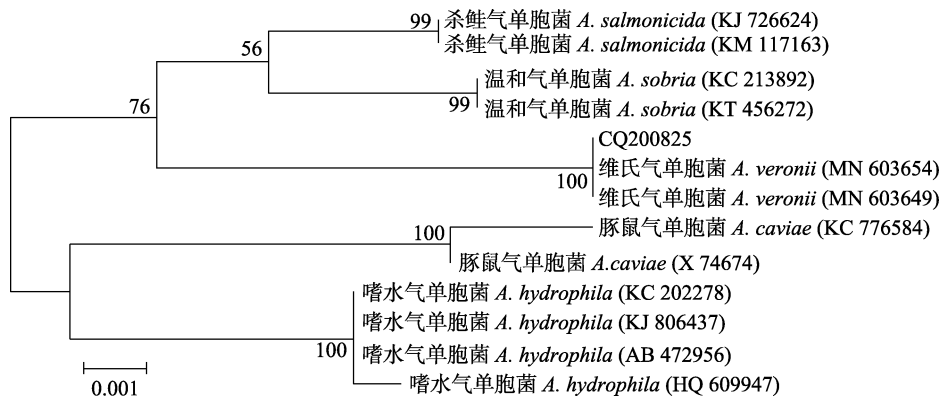 99 杀鲑气单胞菌 A. salmonicida (KJ 726624)
杀鲑气单胞菌 A. salmonicida (KM 117163)
56
温和气单胞菌 A. sobria (KC 213892)
99 温和气单胞菌 A. sobria (KT 456272)
76
CQ200825
维氏气单胞菌 A. veronii (MN 603654)
100
维氏气单胞菌 A. veronii (MN 603649)
豚鼠气单胞菌 A. caviae (KC 776584)
100
豚鼠气单胞菌 A.caviae (X 74674)
嗜水气单胞菌 A. hydrophila (KC 202278)
嗜水气单胞菌 A. hydrophila (KJ 806437)
100
嗜水气单胞菌 A. hydrophila (AB 472956)
嗜水气单胞菌 A. hydrophila (HQ 609947)
0.001